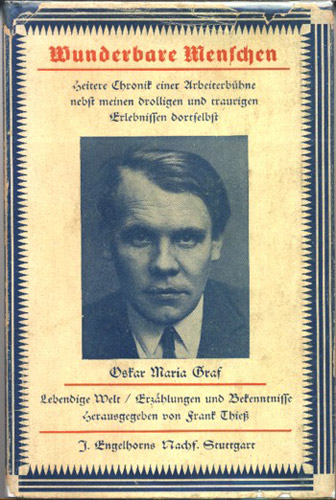 Wunderbare Menschen
Heitere Chronik einer Arbeiterbühne
nebst meinen drolligen und traurigen
Erlebnissen dortselbst
Oskar Maria Graf
Lebendige Welt / Erzählungen und Bekenntnisse
Herausgegeben von Frank Thieß
J. Engelhorns Nachf. Stuttgart